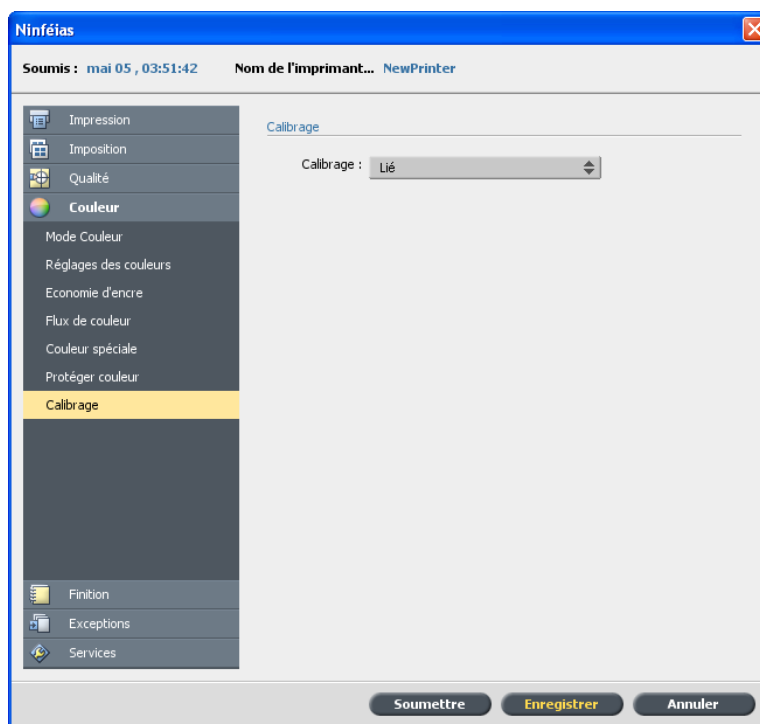 Ninféias
Soumis : mai 05 , 03:51:42 Nom de l'imprimant... NewPrinter
Impression
Imposition
Qualité
Couleur
Mode Couleur
Réglages des couleurs
Economie d'encre
Flux de couleur
Couleur spéciale
Protéger couleur
Calibrage
Finition
Exceptions
Services
Calibrage
Calibrage : Lié
Soumettre Enregistrer Annuler